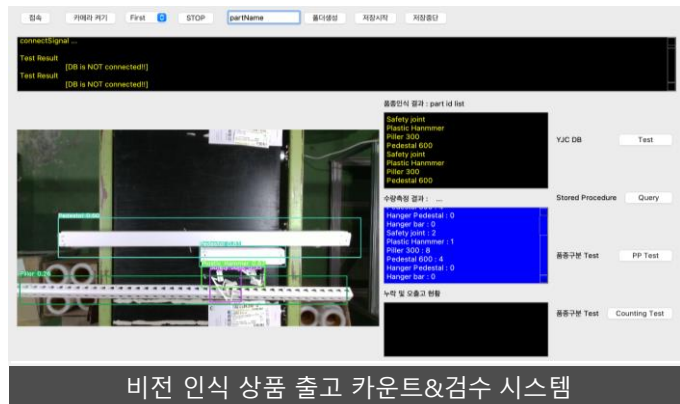 접속 카메라 켜기 First STOP partName 폴더생성 저장시작 저장중단
connectSignal ...
Test Result
[DB is NOT connected!!]
Test Result
[DB is NOT connected!!]
품종인식 결과 : part id list
Safety joint
Plastic Hanmmer
Piller 300
Pedestal 600
Safety joint
Plastic Hanmmer
Piller 300
Pedestal 600
YJC DB Test
수량측정 결과 : ...
Stored Procedure Query
Hanger Pedestal : 0
Hanger bar : 0
Safety joint : 2
Plastic Hanmmer : 1
Piller 300 : 8
Pedestal 600 : 4
Hanger Pedestal : 0
Hanger bar : 0
품종구분 Test PP Test
누락 및 오출고 현황
품종구분 Test Counting Test
비전 인식 상품 출고 카운트&검수 시스템